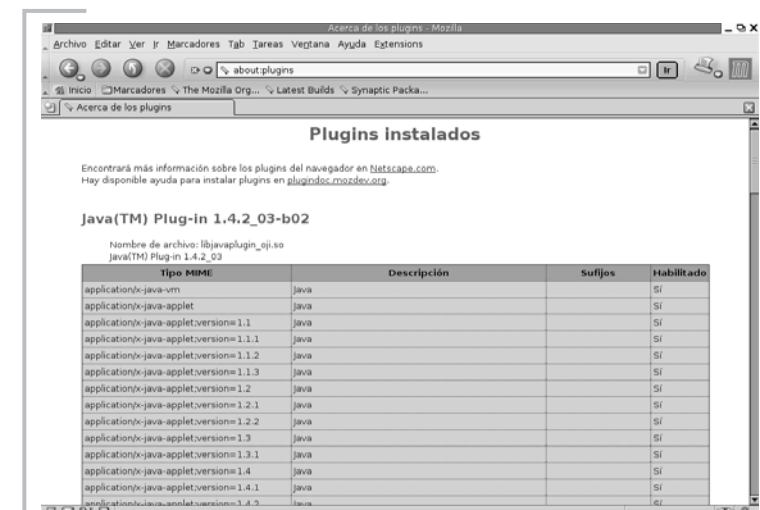 Acerca de los plugins - Mozilla
Archivo Editar Ver Ir Marcadores Tab Tareas Ventana Ayuda Extensions
about:plugins Ir
Inicio Marcadores The Mozilla Org... Latest Builds Synaptic Packa...
Acerca de los plugins
Plugins instalados
Encontrará más información sobre los plugins del navegador en Netscape.com.
Hay disponible ayuda para instalar plugins en plugindoc.mozdev.org.
Java(TM) Plug-in 1.4.2_03-b02
Nombre de archivo: libjavaplugin_oji.so
Java(TM) Plug-in 1.4.2_03
Tipo MIME Descripción Sufijos Habilitado
application/x-java-vm Java Sí
application/x-java-applet Java Sí
application/x-java-applet;version=1.1 Java Sí
application/x-java-applet;version=1.1.1 Java Sí
application/x-java-applet;version=1.1.2 Java Sí
application/x-java-applet;version=1.1.3 Java Sí
application/x-java-applet;version=1.2 Java Sí
application/x-java-applet;version=1.2.1 Java Sí
application/x-java-applet;version=1.2.2 Java Sí
application/x-java-applet;version=1.3 Java Sí
application/x-java-applet;version=1.3.1 Java Sí
application/x-java-applet;version=1.4 Java Sí
application/x-java-applet;version=1.4.1 Java Sí
application/x-java-applet;version=1.4.2 Java Sí